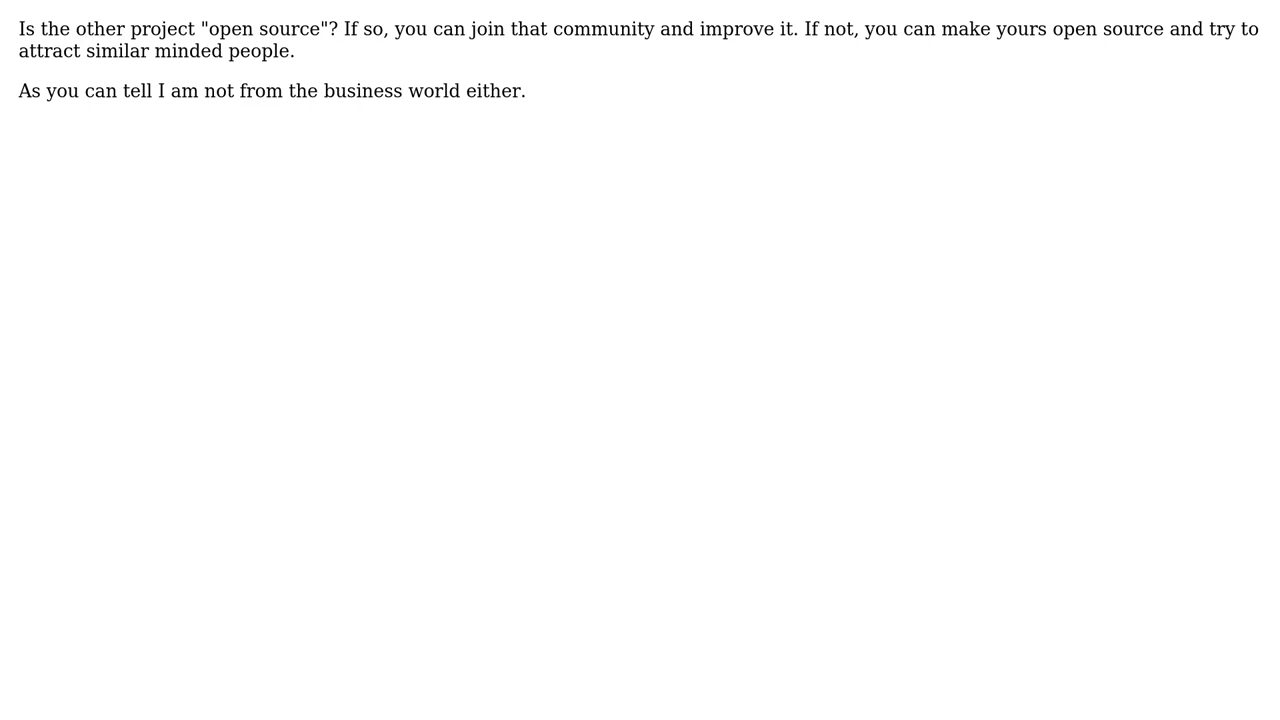 Is the other project "open source"? If so, you can join that community and improve it. If not, you can make yours open source and try to
attract similar minded people.
As you can tell I am not from the business world either.